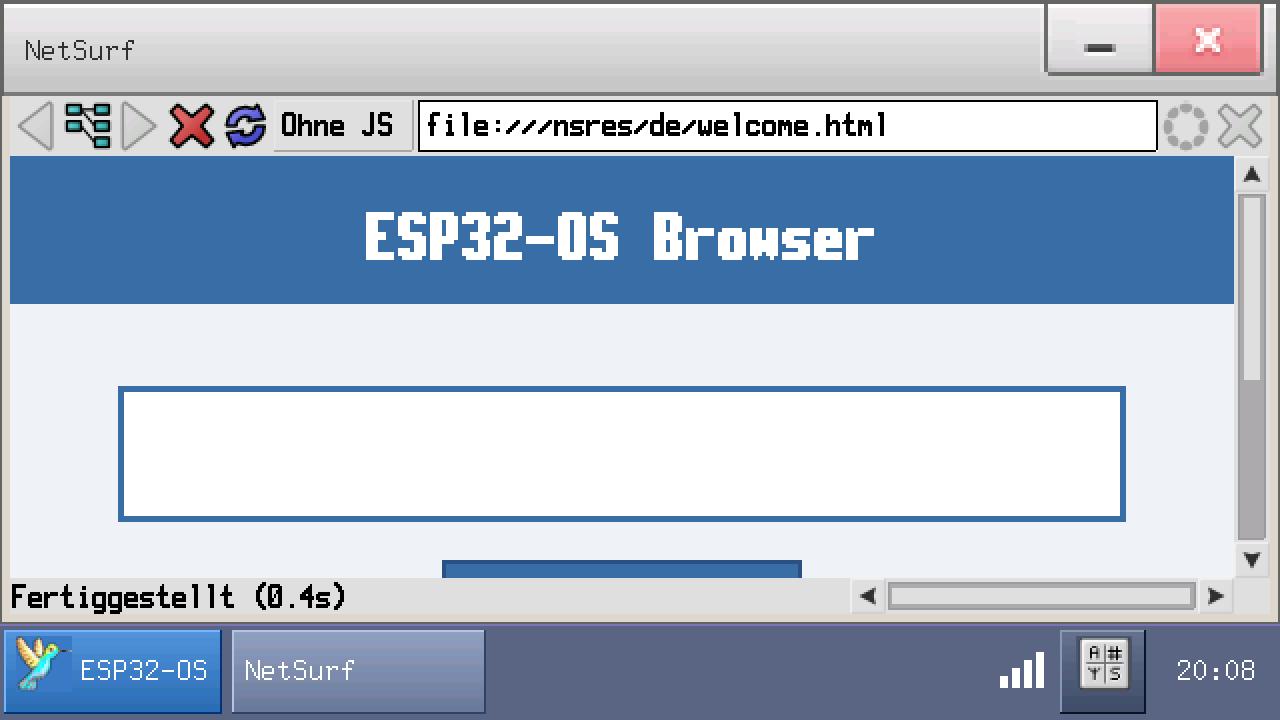 NetSurf
Ohne JS
file:///nsres/de/welcome.html
ESP32-OS Browser
Fertiggestellt (0.4s)
ESP32-OS
NetSurf
A #
Y S
20:08